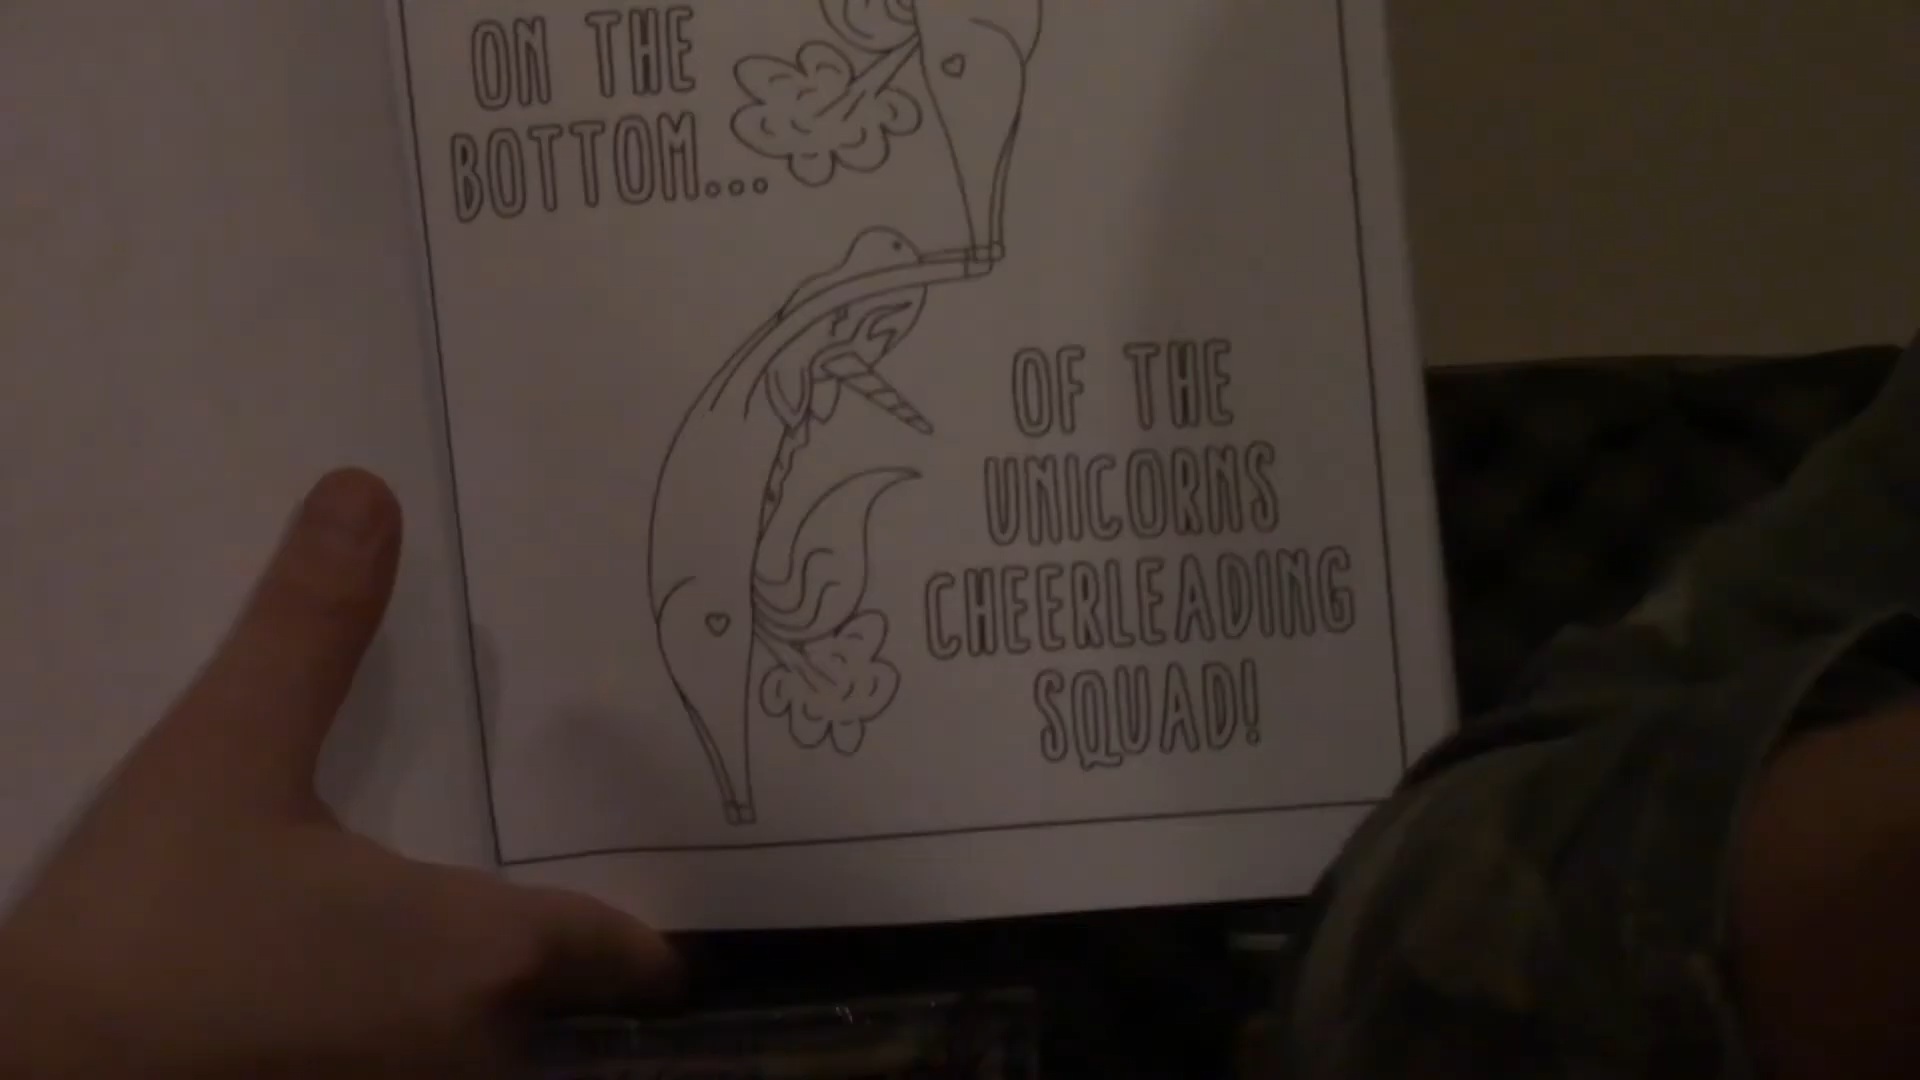 ON THE
BOTTOM...
OF THE
UNICORNS
CHEERLEADING
SQUAD!